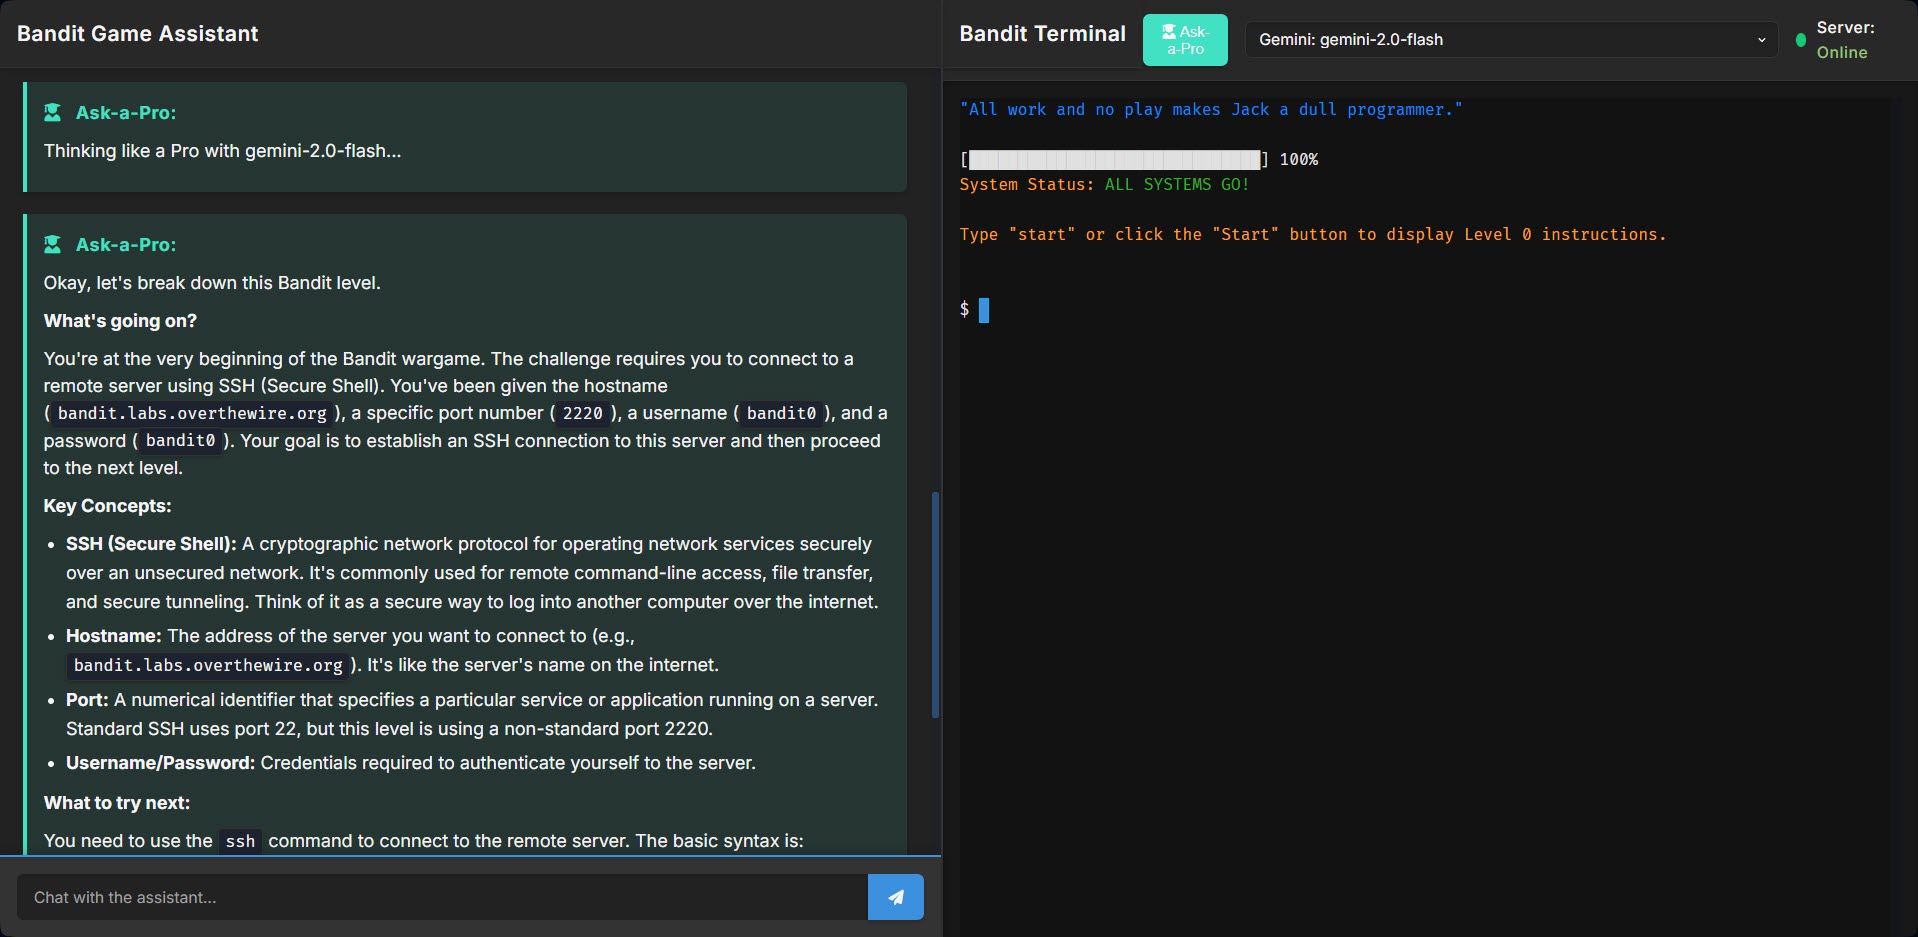 Bandit Game Assistant
Ask-a-Pro:
Thinking like a Pro with gemini-2.0-flash...
Ask-a-Pro:
Okay, let's break down this Bandit level.
What's going on?
You're at the very beginning of the Bandit wargame. The challenge requires you to connect to a
remote server using SSH (Secure Shell). You've been given the hostname
( bandit.labs.overthewire.org ), a specific port number ( 2220 ), a username ( bandit0 ), and a
password ( bandit0 ). Your goal is to establish an SSH connection to this server and then proceed
to the next level.
Key Concepts:
• SSH (Secure Shell): A cryptographic network protocol for operating network services securely
over an unsecured network. It's commonly used for remote command-line access, file transfer,
and secure tunneling. Think of it as a secure way to log into another computer over the internet.
• Hostname: The address of the server you want to connect to (e.g.,
bandit.labs.overthewire.org ). It's like the server's name on the internet.
• Port: A numerical identifier that specifies a particular service or application running on a server.
Standard SSH uses port 22, but this level is using a non-standard port 2220.
• Username/Password: Credentials required to authenticate yourself to the server.
What to try next:
You need to use the ssh command to connect to the remote server. The basic syntax is:
Chat with the assistant...
Bandit Terminal
Ask-
a-Pro
Gemini: gemini-2.0-flash
Server:
Online
"All work and no play makes Jack a dull programmer."
[██████████████████████████████] 100%
System Status: ALL SYSTEMS GO!
Type "start" or click the "Start" button to display Level 0 instructions.
$